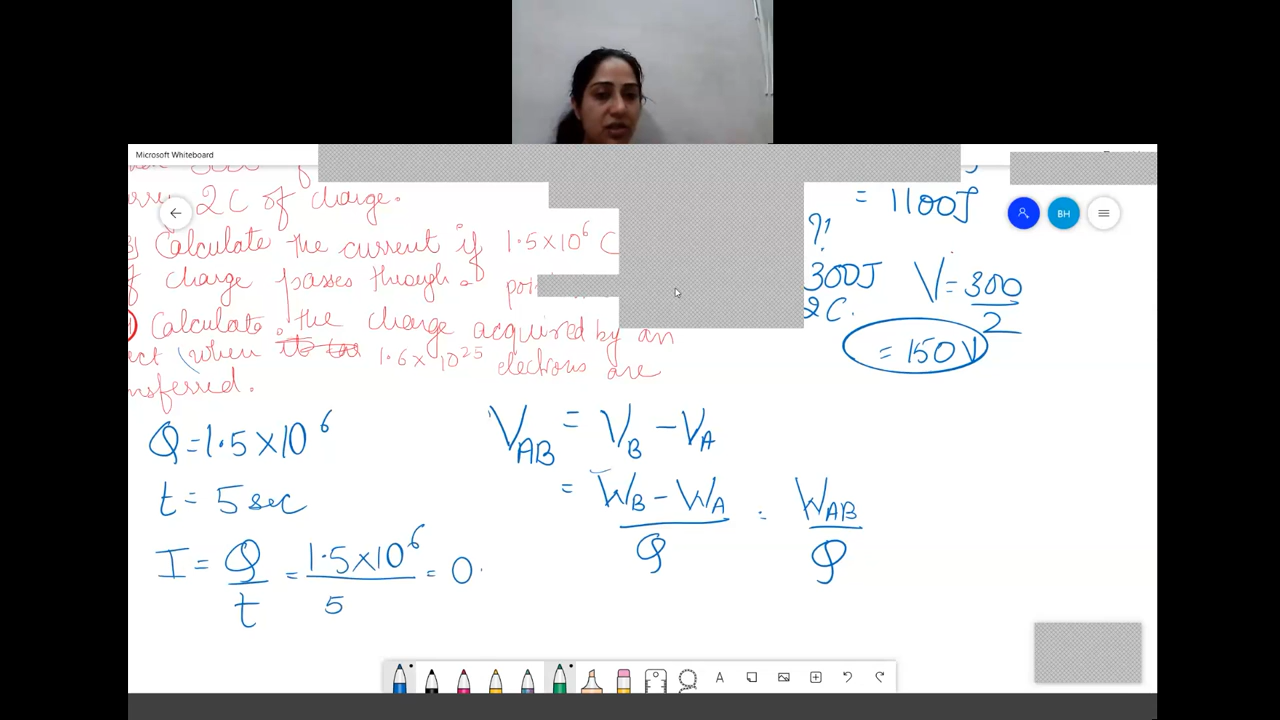 Microsoft Whiteboard
2C of charge.
Calculate the current if 1.5×10⁶ C
charge passes through a
Calculate the charge acquired by an
when 1.6×10²⁵ electrons are
Q=1.5×10⁶
t= 5 sec
I = Q/t = 1.5×10⁶/5 = 0.
V_AB = V_B - V_A
= W_B - W_A/Q = W_AB/Q
= 1100J
?
300J
2C.
V = 300/2
= 150V
BH
A